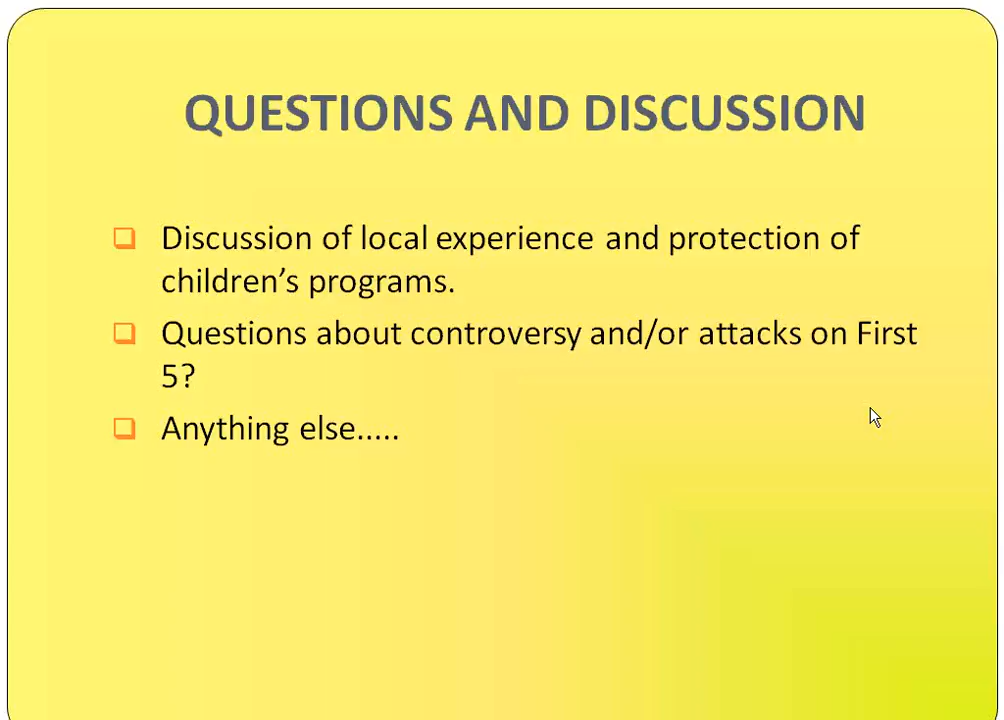 QUESTIONS AND DISCUSSION
Discussion of local experience and protection of
children’s programs.
Questions about controversy and/or attacks on First
5?
Anything else.....